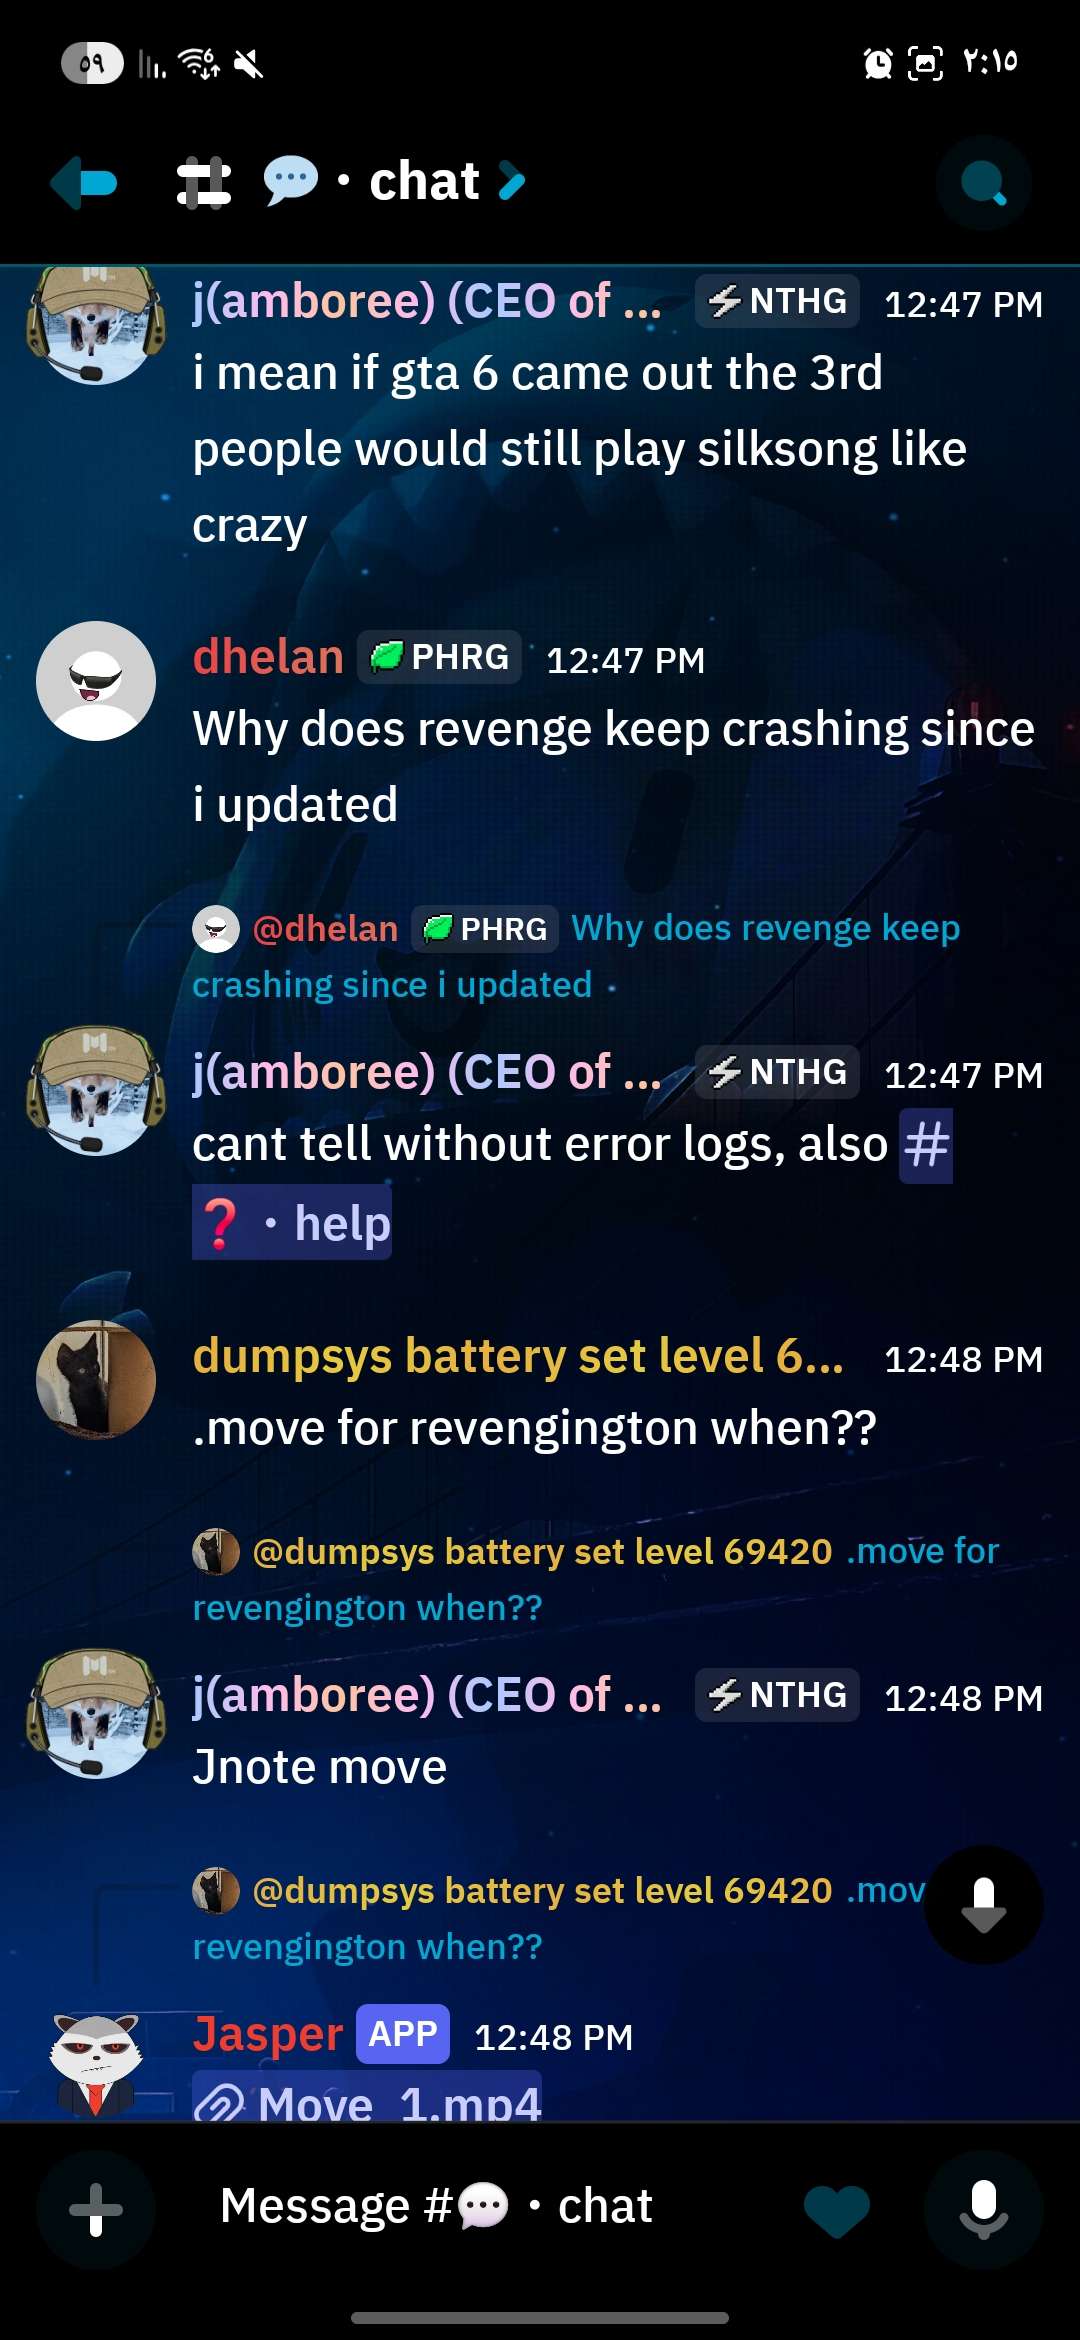 ٥٩
6
٢:١٥
💬 · chat
j(amboree) (CEO of ... NTHG 12:47 PM
i mean if gta 6 came out the 3rd
people would still play silksong like
crazy
dhelan PHRG 12:47 PM
Why does revenge keep crashing since
i updated
@dhelan PHRG Why does revenge keep
crashing since i updated
j(amboree) (CEO of ... NTHG 12:47 PM
cant tell without error logs, also #
❓ · help
dumpsys battery set level 6... 12:48 PM
.move for revengington when??
@dumpsys battery set level 69420 .move for
revengington when??
j(amboree) (CEO of ... NTHG 12:48 PM
Jnote move
@dumpsys battery set level 69420 .mov
revengington when??
Jasper APP 12:48 PM
Move_1.mp4
Message #💬 · chat